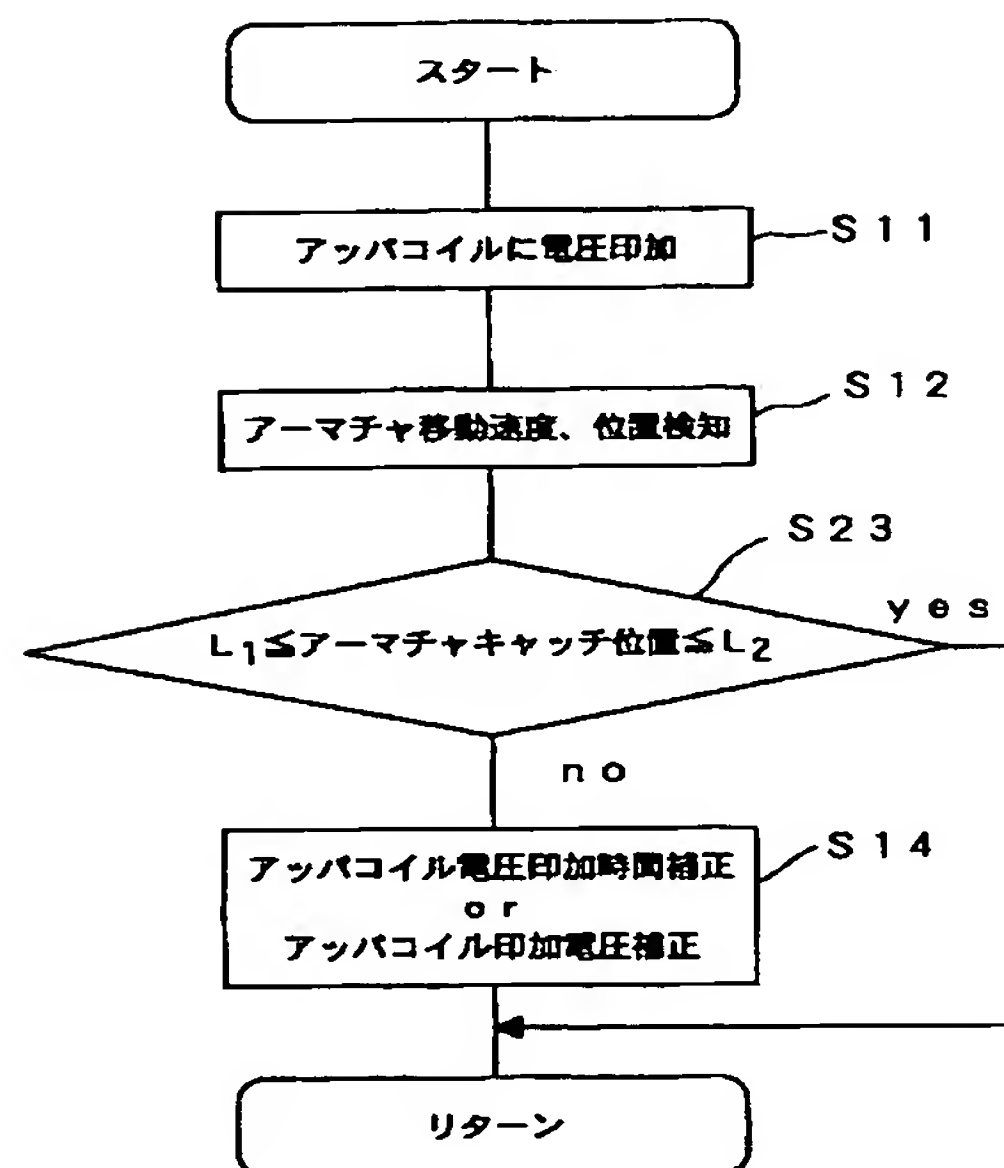 スタート
アッパコイルに電圧印加
S11
アーマチャ移動速度、位置検知
S12
S23
L1≦アーマチャキャッチ位置≦L2
yes
no
アッパコイル電圧印加時間補正
or
アッパコイル印加電圧補正
S14
リターン